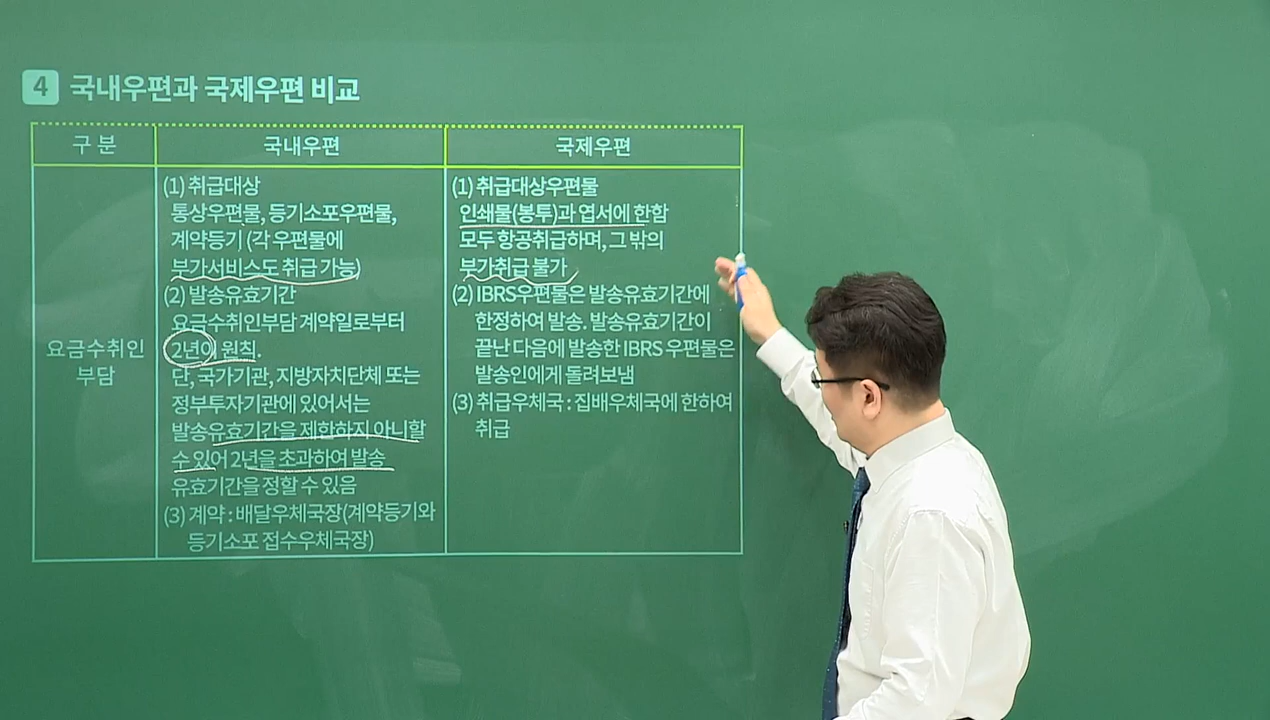 4 국내우편과 국제우편 비교
구 분
국내우편
국제우편
요금수취인
부담
(1) 취급대상
통상우편물, 등기소포우편물,
계약등기 (각 우편물에
부가서비스도 취급 가능)
(2) 발송유효기간
요금수취인부담 계약일로부터
2년이 원칙.
단, 국가기관, 지방자치단체 또는
정부투자기관에 있어서는
발송유효기간을 제한하지 아니할
수 있어 2년을 초과하여 발송
유효기간을 정할 수 있음
(3) 계약 : 배달우체국장(계약등기와
등기소포 접수우체국장)
(1) 취급대상우편물
인쇄물(봉투)과 엽서에 한함
모두 항공취급하며, 그 밖의
부가취급 불가
(2) IBRS우편물은 발송유효기간에
한정하여 발송. 발송유효기간이
끝난 다음에 발송한 IBRS 우편물은
발송인에게 돌려보냄
(3) 취급우체국 : 집배우체국에 한하여
취급